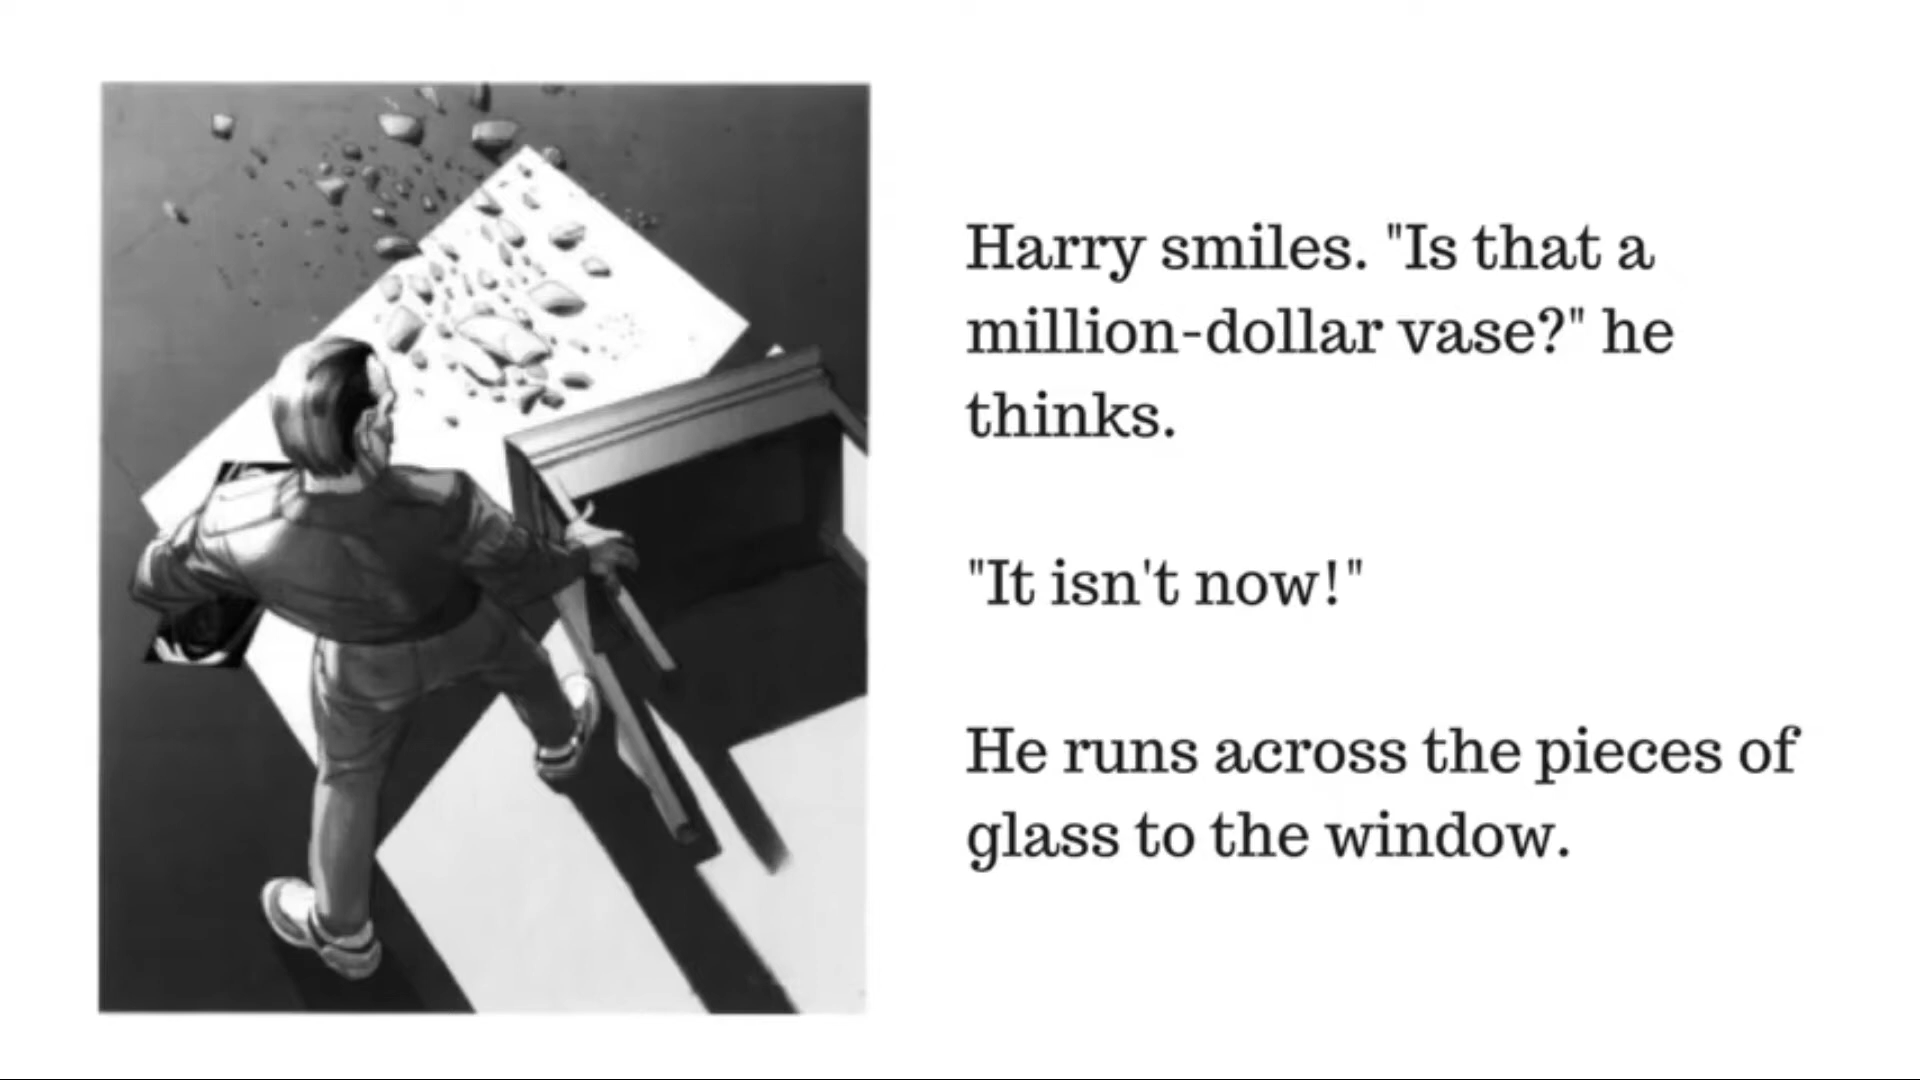 Harry smiles. "Is that a
million-dollar vase?" he
thinks.
"It isn't now!"
He runs across the pieces of
glass to the window.